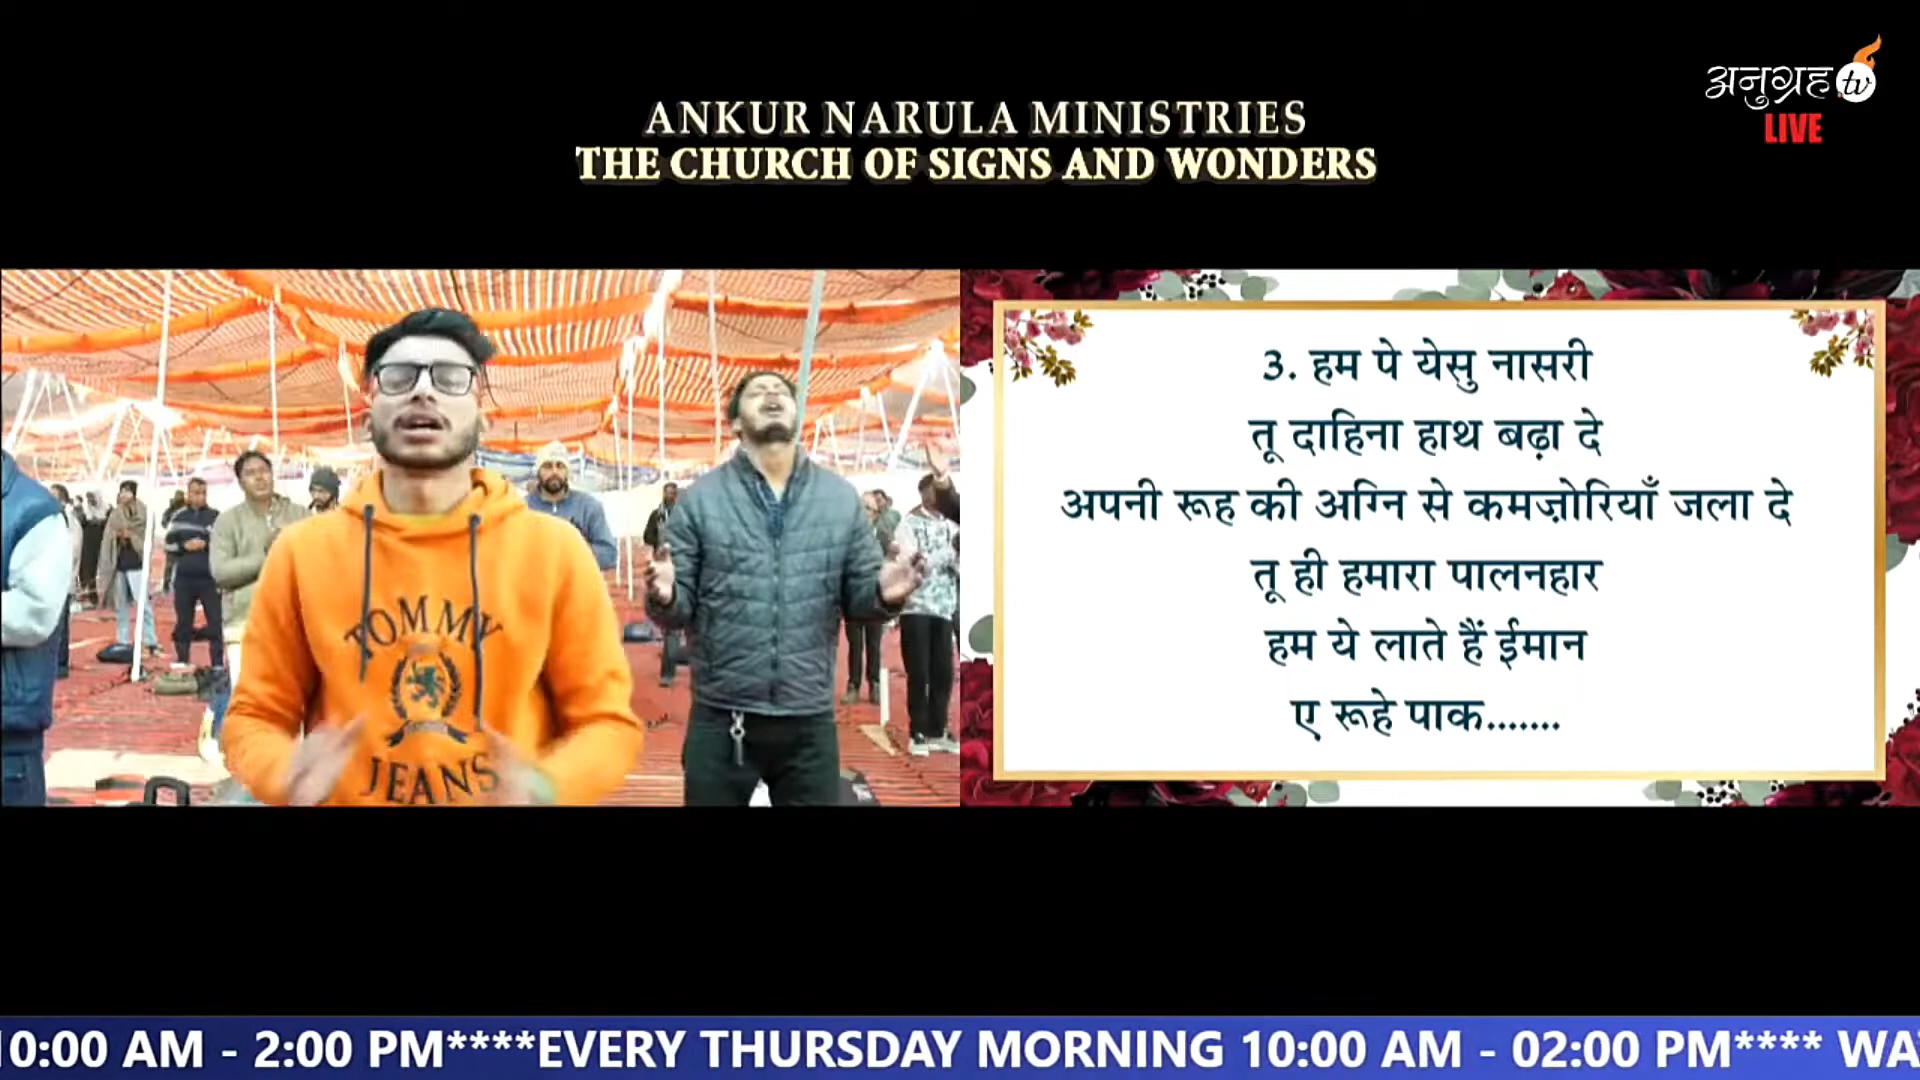 अनुग्रह tv
LIVE
ANKUR NARULA MINISTRIES
THE CHURCH OF SIGNS AND WONDERS
TOMMY
JEANS
3. हम पे येसु नासरी
तू दाहिना हाथ बढ़ा दे
अपनी रूह की अग्नि से कमज़ोरियाँ जला दे
तू ही हमारा पालनहार
हम ये लाते हैं ईमान
ए रूहे पाक.......
10:00 AM - 2:00 PM****EVERY THURSDAY MORNING 10:00 AM - 02:00 PM****